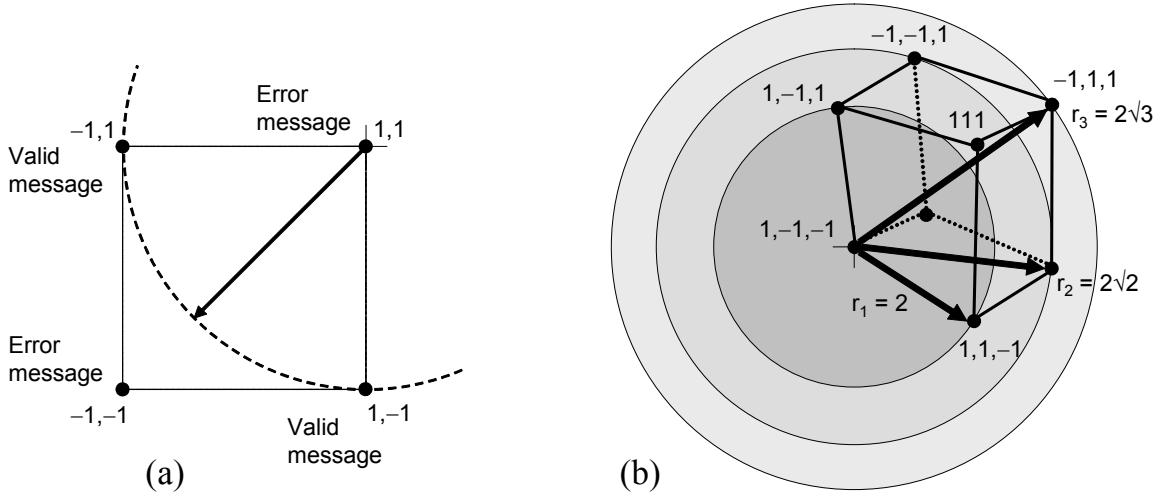 Error
message
−1,1
1,1
Valid
message
Error
message
−1,−1
1,−1
Valid
message
(a)
−1,−1,1
−1,1,1
1,−1,1
r3 = 2√3
111
1,−1,−1
r2 = 2√2
r1 = 2
1,1,−1
(b)